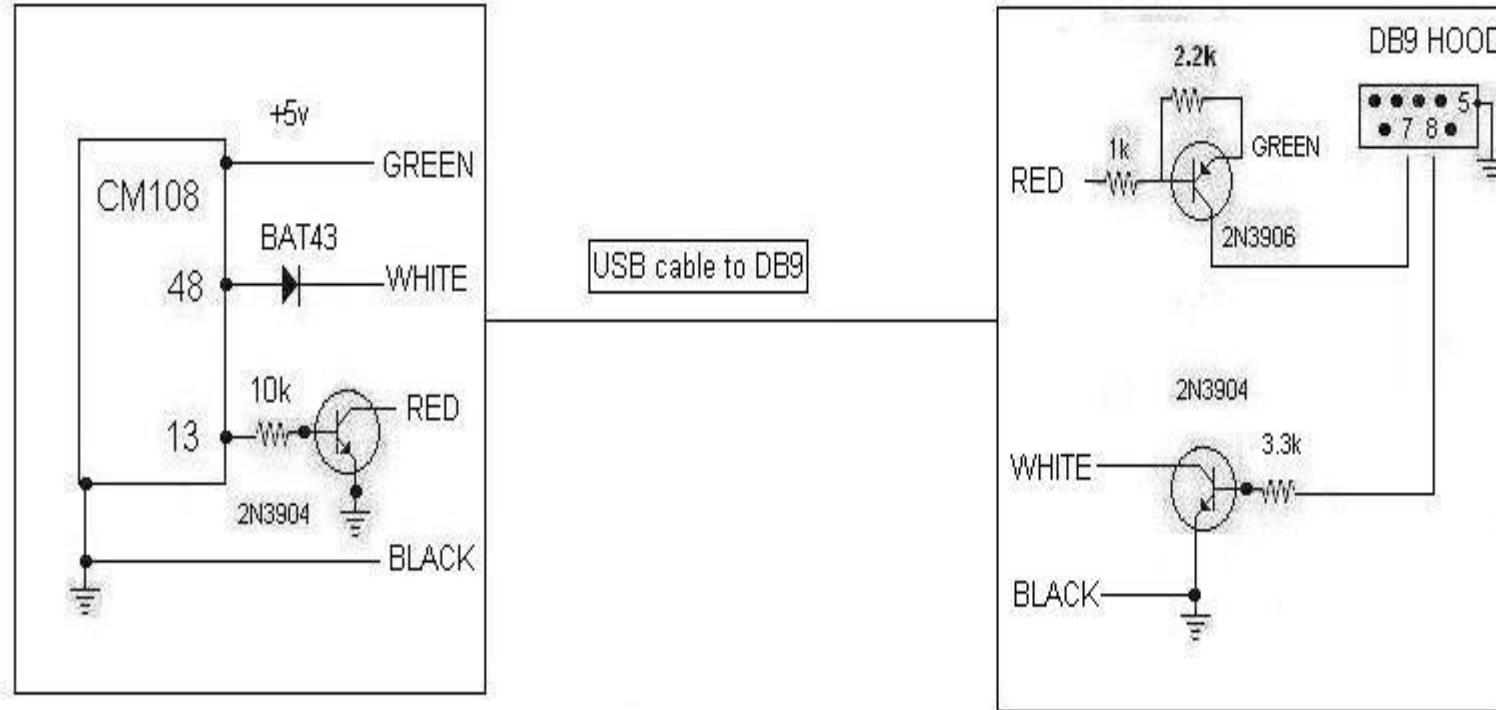 +5v
GREEN
CM108
BAT43
48
WHITE
10k
RED
13
2N3904
BLACK
USB cable to DB9
2.2k
DB9 HOOD
5
7 8
1k
GREEN
RED
2N3906
2N3904
3.3k
WHITE
BLACK